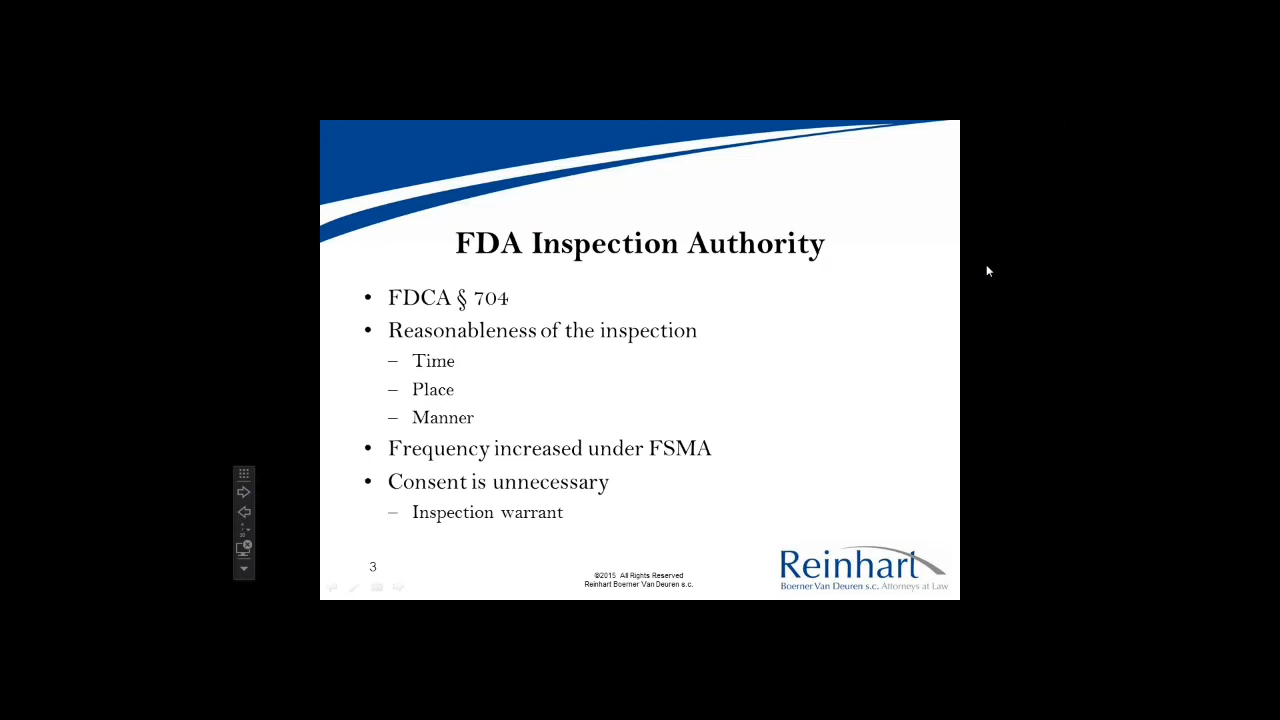 FDA Inspection Authority
• FDCA § 704
• Reasonableness of the inspection
– Time
– Place
– Manner
• Frequency increased under FSMA
• Consent is unnecessary
– Inspection warrant
3
©2015 All Rights Reserved
Reinhart Boerner Van Deuren s.c.
Reinhart
Boerner Van Deuren s.c. Attorneys at Law